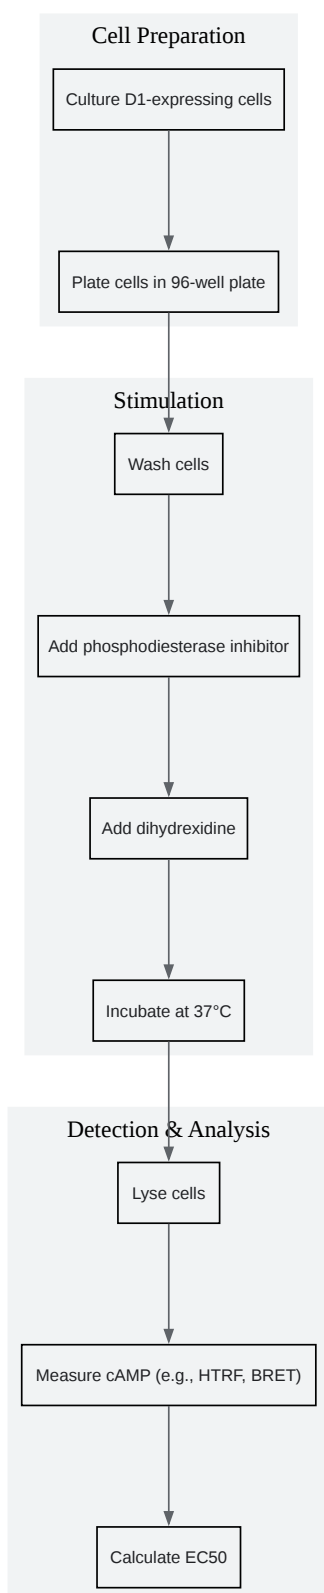 Cell Preparation
Culture D1-expressing cells
Plate cells in 96-well plate
Stimulation
Wash cells
Add phosphodiesterase inhibitor
Add dihydrexidine
Incubate at 37°C
Detection & Analysis
Lyse cells
Measure cAMP (e.g., HTRF, BRET)
Calculate EC50